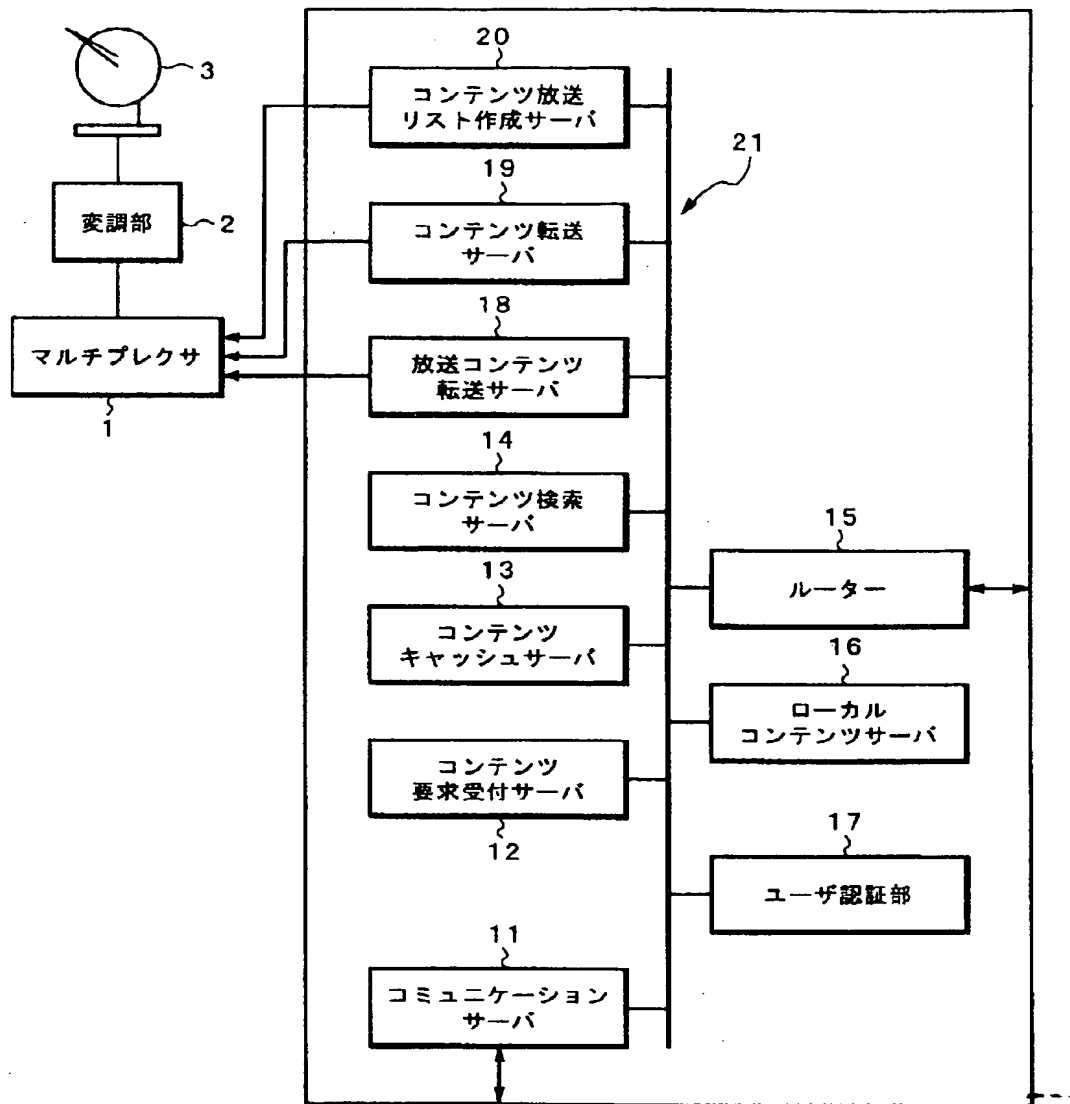 3
変調部
2
マルチプレクサ
1
20
コンテンツ放送
リスト作成サーバ
21
19
コンテンツ転送
サーバ
18
放送コンテンツ
転送サーバ
14
コンテンツ検索
サーバ
13
コンテンツ
キャッシュサーバ
コンテンツ
要求受付サーバ
12
11
コミュニケーション
サーバ
15
ルーター
16
ローカル
コンテンツサーバ
17
ユーザ認証部